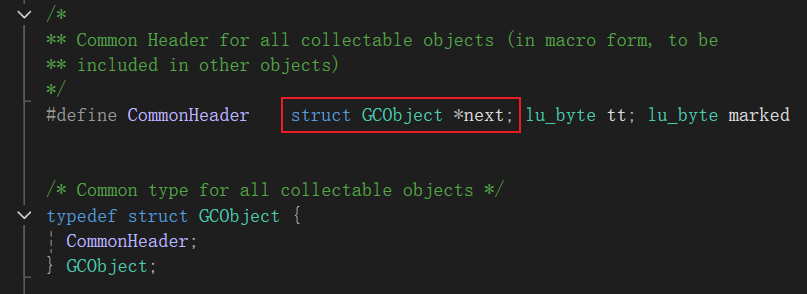 /*
** Common Header for all collectable objects (in macro form, to be
** included in other objects)
*/
#define CommonHeader struct GCObject *next; lu_byte tt; lu_byte marked
/* Common type for all collectable objects */
typedef struct GCObject {
CommonHeader;
} GCObject;